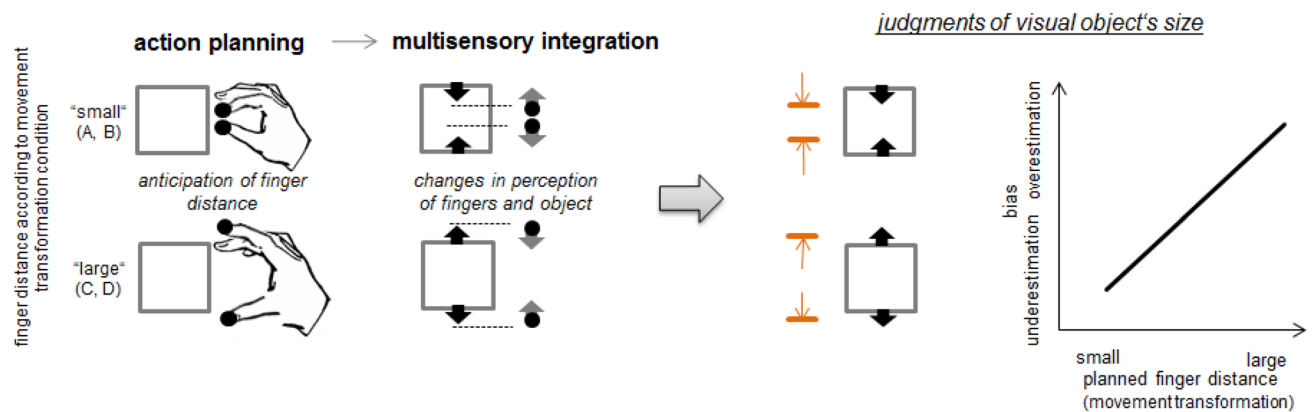 finger distance according to movement
transformation condition
action planning
multisensory integration
"small"
(A, B)
anticipation of finger
distance
changes in perception
of fingers and object
"large"
(C, D)
judgments of visual object's size
bias
underestimation overestimation
small large
planned finger distance
(movement transformation)